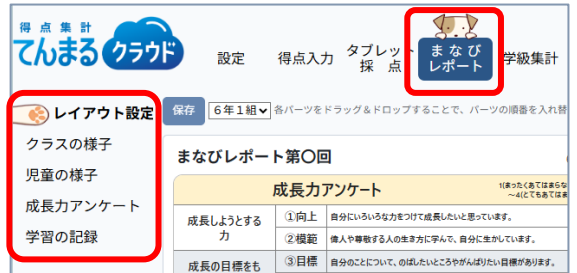 得点集計
てんまるクラウド
設定
得点入力
タブレット
採 点
まなび
レポート
学級集計
レイアウト設定
クラスの様子
児童の様子
成長力アンケート
学習の記録
保存
6年1組
各パーツをドラッグ&ドロップすることで、パーツの順番を入れ替
まなびレポート第〇回
成長力アンケート
1(まったくあてはまらな
～4(とてもあてはま
成長しようとする
力
①向上
自分にいろいろな力をつけて成長したいと思っています。
②模範
偉人や尊敬する人の生き方に学んで、自分に生かしています。
成長の目標をも
③目標
自分のことについて、のばしたいところやがんばりたい目標があります。